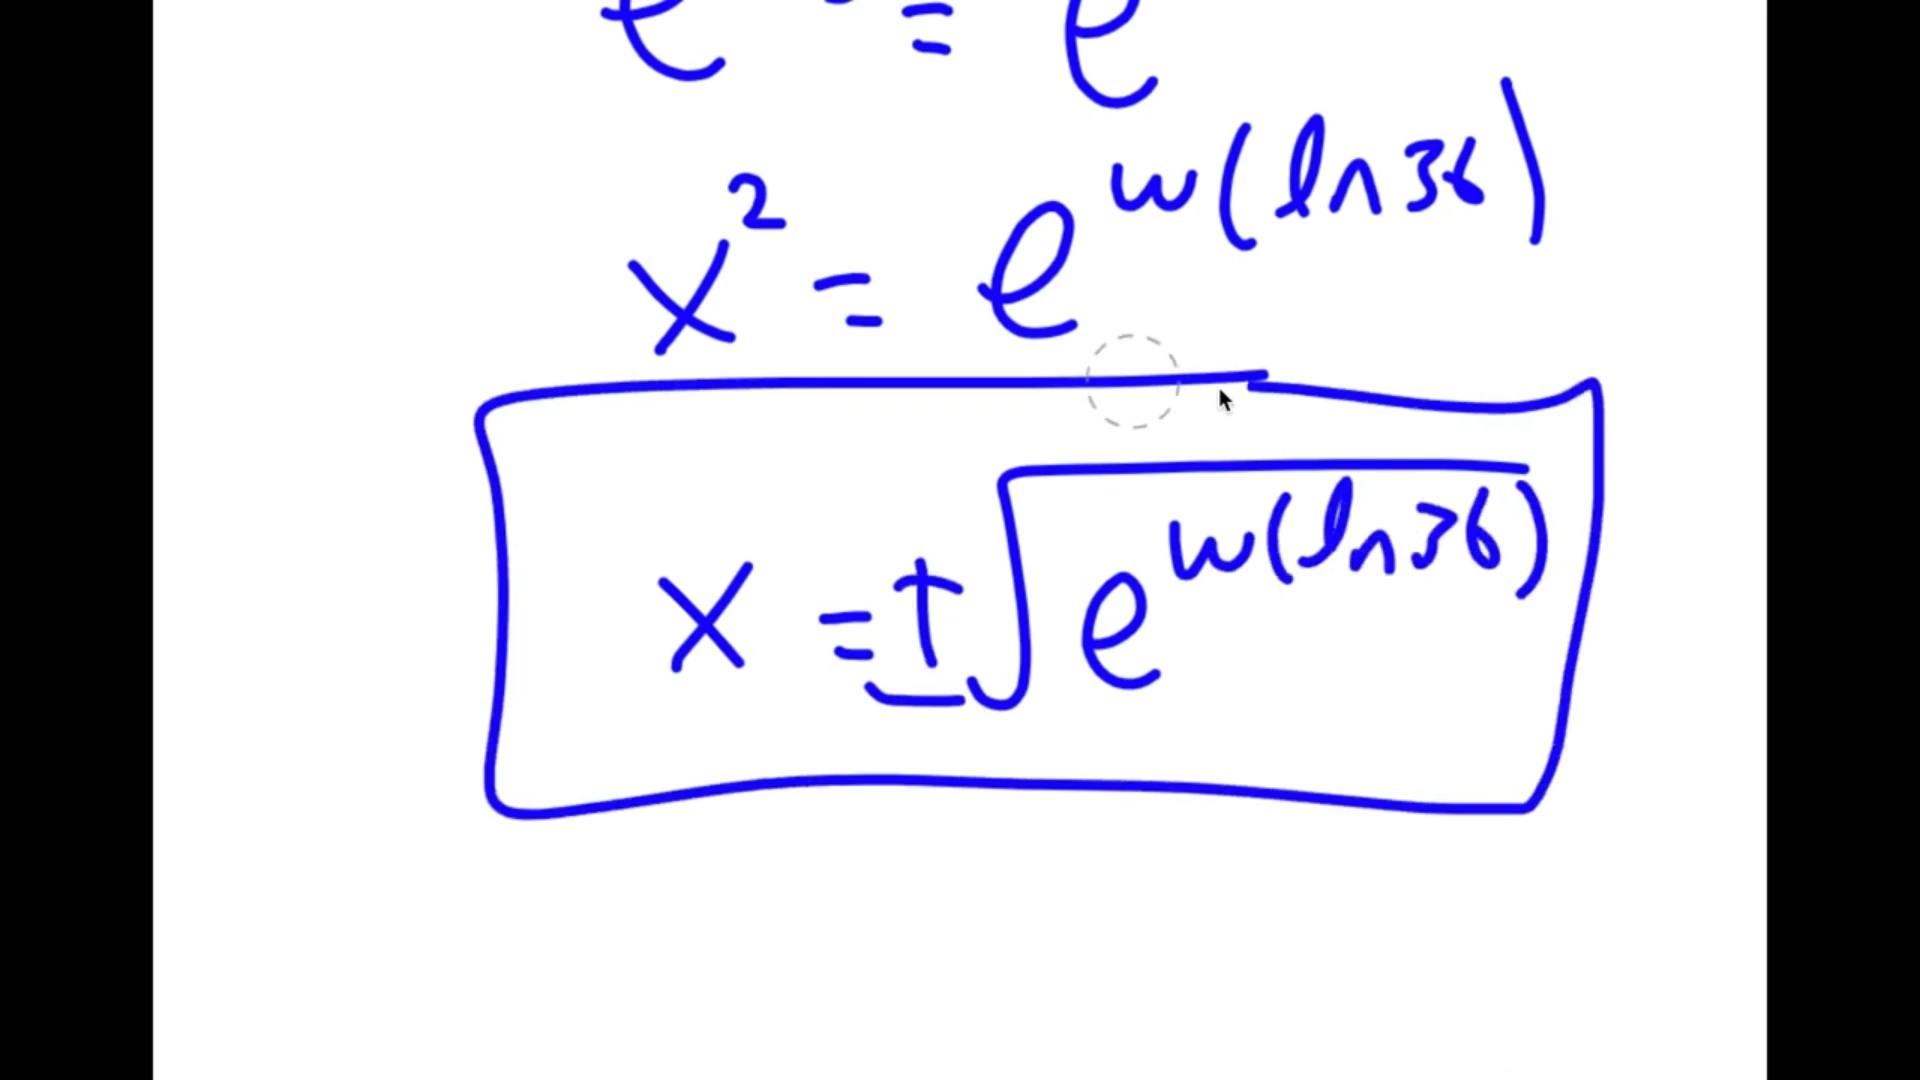 e = e
x² = e^w(ln36)
x = ±√e^w(ln36)